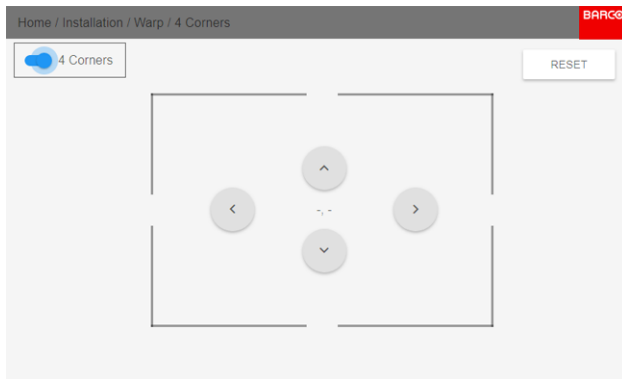 Home / Installation / Warp / 4 Corners
BARCO
4 Corners
RESET
-, -